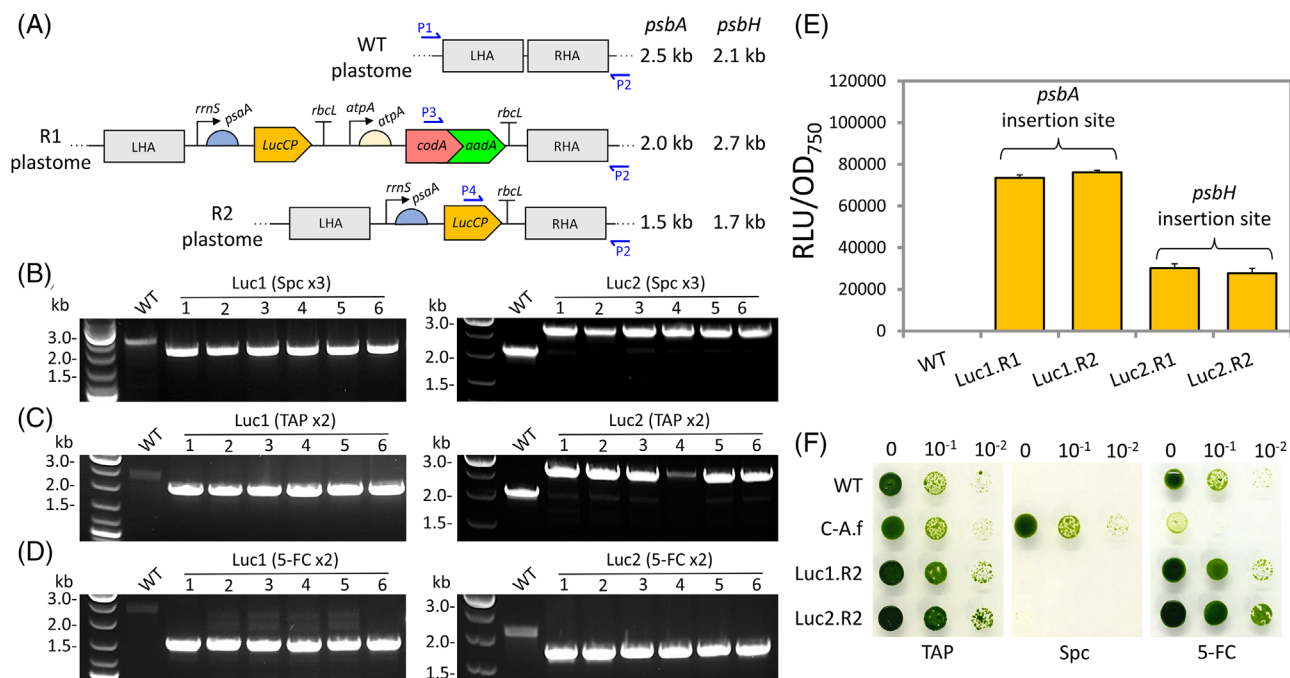 (A)
psbA psbH
P1
WT plastome
LHA RHA
2.5 kb 2.1 kb
P2
rrnS psaA rbcL atpA atpA P3 rbcL
R1 plastome
LHA LucCP codA aadA RHA
2.0 kb 2.7 kb
P2
rrnS psaA P4 rbcL
R2 plastome
LHA LucCP RHA
1.5 kb 1.7 kb
P2
(B)
Luc1 (Spc x3)
kb WT 1 2 3 4 5 6
3.0-
2.0-
1.5-
Luc2 (Spc x3)
kb WT 1 2 3 4 5 6
3.0-
2.0-
1.5-
(C)
Luc1 (TAP x2)
kb WT 1 2 3 4 5 6
3.0-
2.0-
1.5-
Luc2 (TAP x2)
kb WT 1 2 3 4 5 6
3.0-
2.0-
1.5-
(D)
Luc1 (5-FC x2)
kb WT 1 2 3 4 5 6
3.0-
1.5-
Luc2 (5-FC x2)
kb WT 1 2 3 4 5 6
3.0-
2.0-
1.5-
(E)
RLU/OD750
120000
100000
80000
60000
40000
20000
0
psbA
insertion site
psbH
insertion site
WT Luc1.R1 Luc1.R2 Luc2.R1 Luc2.R2
(F)
0 10-1 10-2 0 10-1 10-2 0 10-1 10-2
WT
C-A.f
Luc1.R2
Luc2.R2
TAP Spc 5-FC